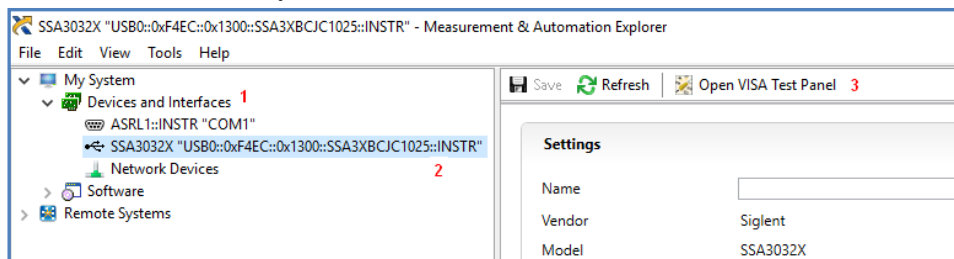 SSA3032X "USB0::0xF4EC::0x1300::SSA3XBCJC1025::INSTR" - Measurement & Automation Explorer
File Edit View Tools Help
My System
Devices and Interfaces 1
ASRL1::INSTR "COM1"
SSA3032X "USB0::0xF4EC::0x1300::SSA3XBCJC1025::INSTR"
2
Network Devices
Software
Remote Systems
Save Refresh Open VISA Test Panel 3
Settings
Name
Vendor Siglent
Model SSA3032X